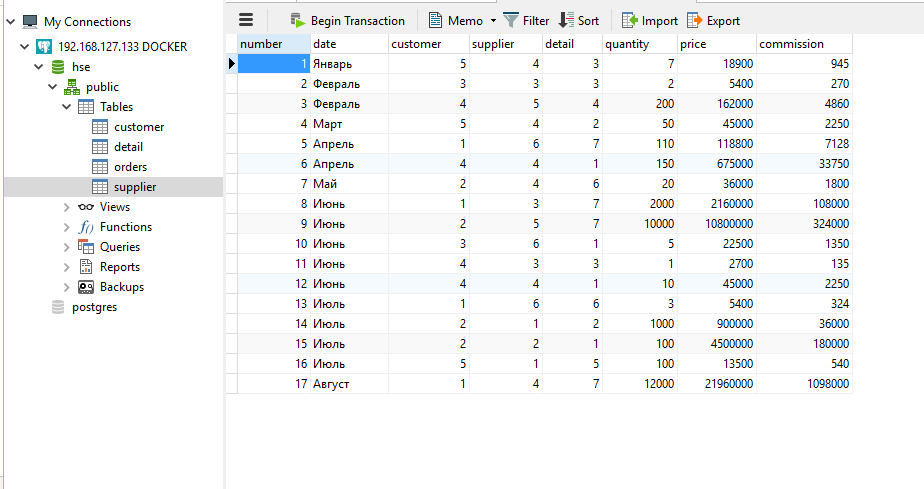 My Connections
192.168.127.133 DOCKER
hse
public
Tables
customer
detail
orders
supplier
Views
Functions
Queries
Reports
Backups
postgres
Begin Transaction Memo Filter Sort Import Export
number date customer supplier detail quantity price commission
1 Январь 5 4 3 7 18900 945
2 Февраль 3 3 3 2 5400 270
3 Февраль 4 5 4 200 162000 4860
4 Март 5 4 2 50 45000 2250
5 Апрель 1 6 7 110 118800 7128
6 Апрель 4 4 1 150 675000 33750
7 Май 2 4 6 20 36000 1800
8 Июнь 1 3 7 2000 2160000 108000
9 Июнь 2 5 7 10000 10800000 324000
10 Июнь 3 6 1 5 22500 1350
11 Июнь 4 3 3 1 2700 135
12 Июнь 4 4 1 10 45000 2250
13 Июль 1 6 6 3 5400 324
14 Июль 2 1 2 1000 900000 36000
15 Июль 2 2 1 100 4500000 180000
16 Июль 5 1 5 100 13500 540
17 Август 1 4 7 12000 21960000 1098000